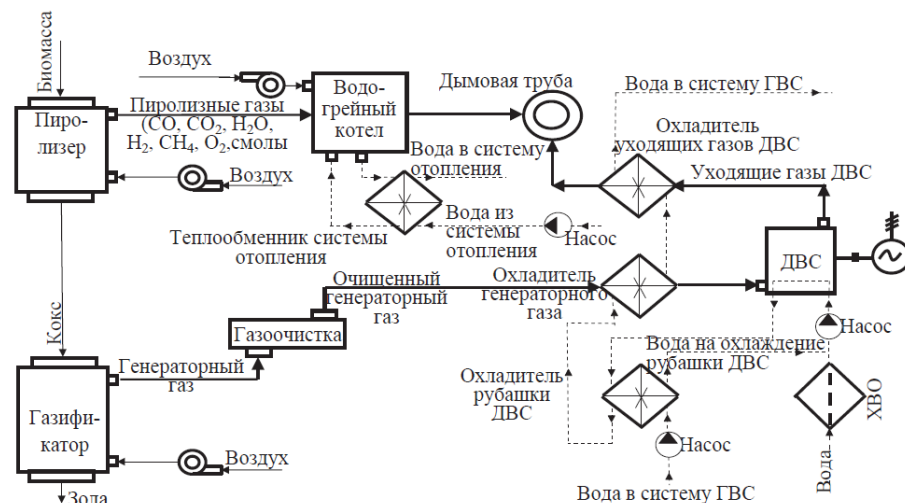 Биомасса
Пиро-
лизер
Пиролизные газы
(CO, CO₂, H₂O,
H₂, CH₄, O₂,смолы
Воздух
Воздух
Водо-
грейный
котел
Дымовая труба
Вода в систему ГВС
Охладитель
уходящих газов ДВС
Уходящие газы ДВС
Вода в систему
отопления
Вода из
системы
отопления
Насос
Теплообменник системы
отопления
ДВС
Очищенный
генераторный
газ
Охладитель
генераторного
газа
Насос
Кокс
Газоочистка
Генераторный
газ
Вода на охлаждение
рубашки ДВС
Охладитель
рубашки
ДВС
Насос
ХВО
Вода
Газифи-
катор
Воздух
Зола
Вода в систему ГВС